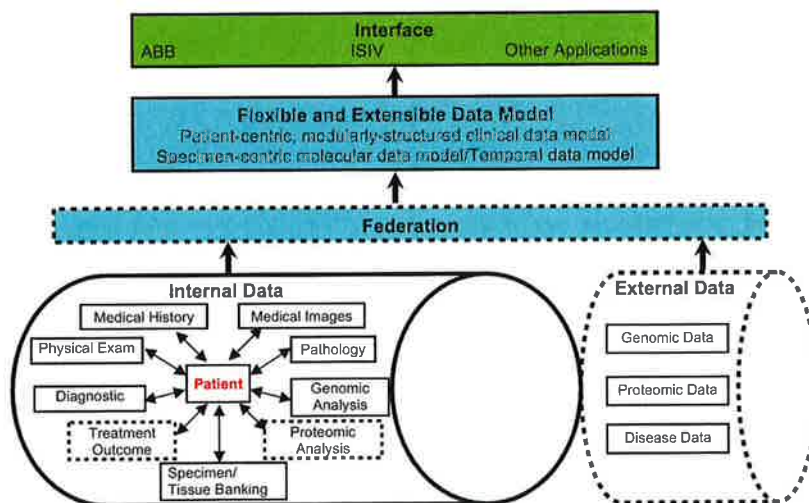 Interface
ABB ISIV Other Applications
Flexible and Extensible Data Model
Patient-centric, modularly-structured clinical data model
Specimen-centric molecular data model/Temporal data model
Federation
Internal Data
External Data
Medical History
Medical Images
Physical Exam
Pathology
Patient
Diagnostic
Genomic
Analysis
Treatment
Outcome
Proteomic
Analysis
Specimen/
Tissue Banking
Genomic Data
Proteomic Data
Disease Data